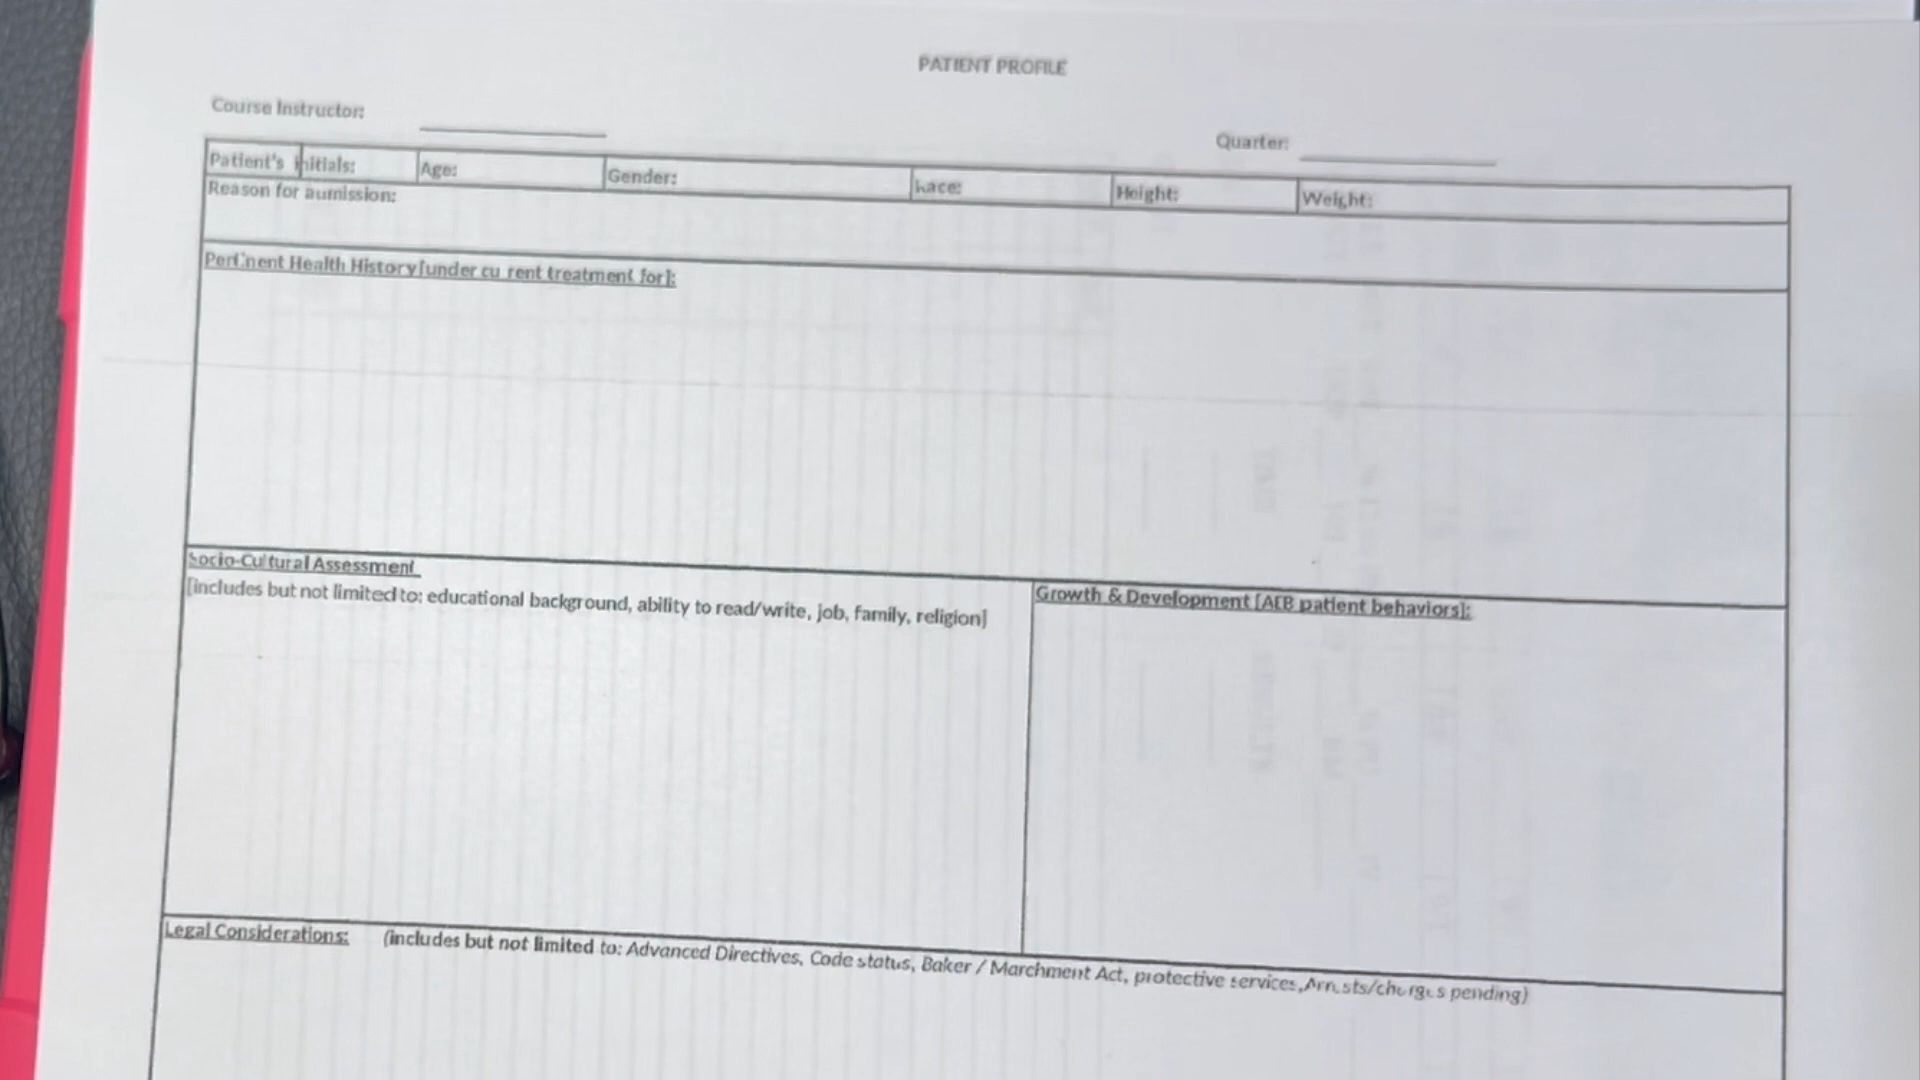 PATIENT PROFILE
Course Instructor:
Quarter:
Patient's initials: Age: Gender: Race: Height: Weight:
Reason for admission:
Pertinent Health History [under current treatment for]:
Socio-Cultural Assessment
[includes but not limited to; educational background, ability to read/write, job, family, religion]
Growth & Development [AEB patient behaviors]:
Legal Considerations: (includes but not limited to: Advanced Directives, Code status, Baker / Marchment Act, protective services, Arrests/charges pending)